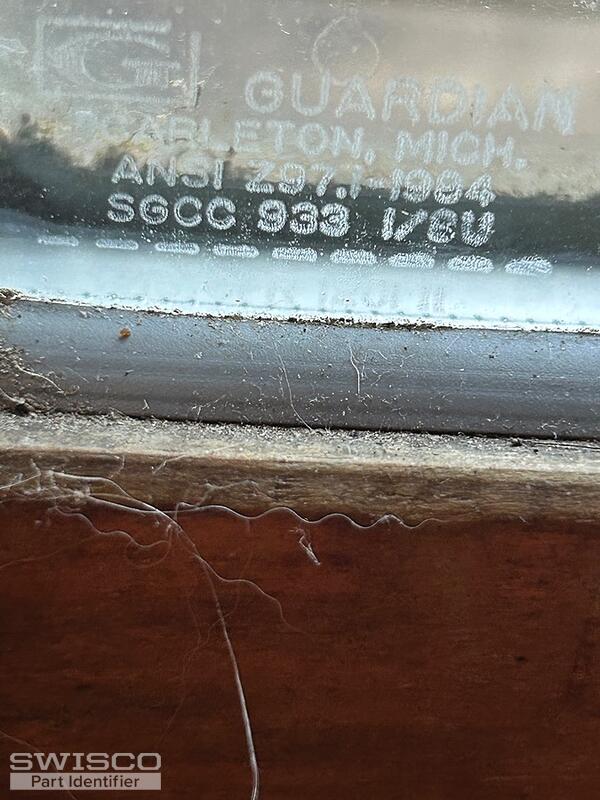 G
GUARDIAN
CARLETON, MICH.
ANSI Z97.1-1984
SGCC 933 1/8U
SWISCO
Part Identifier